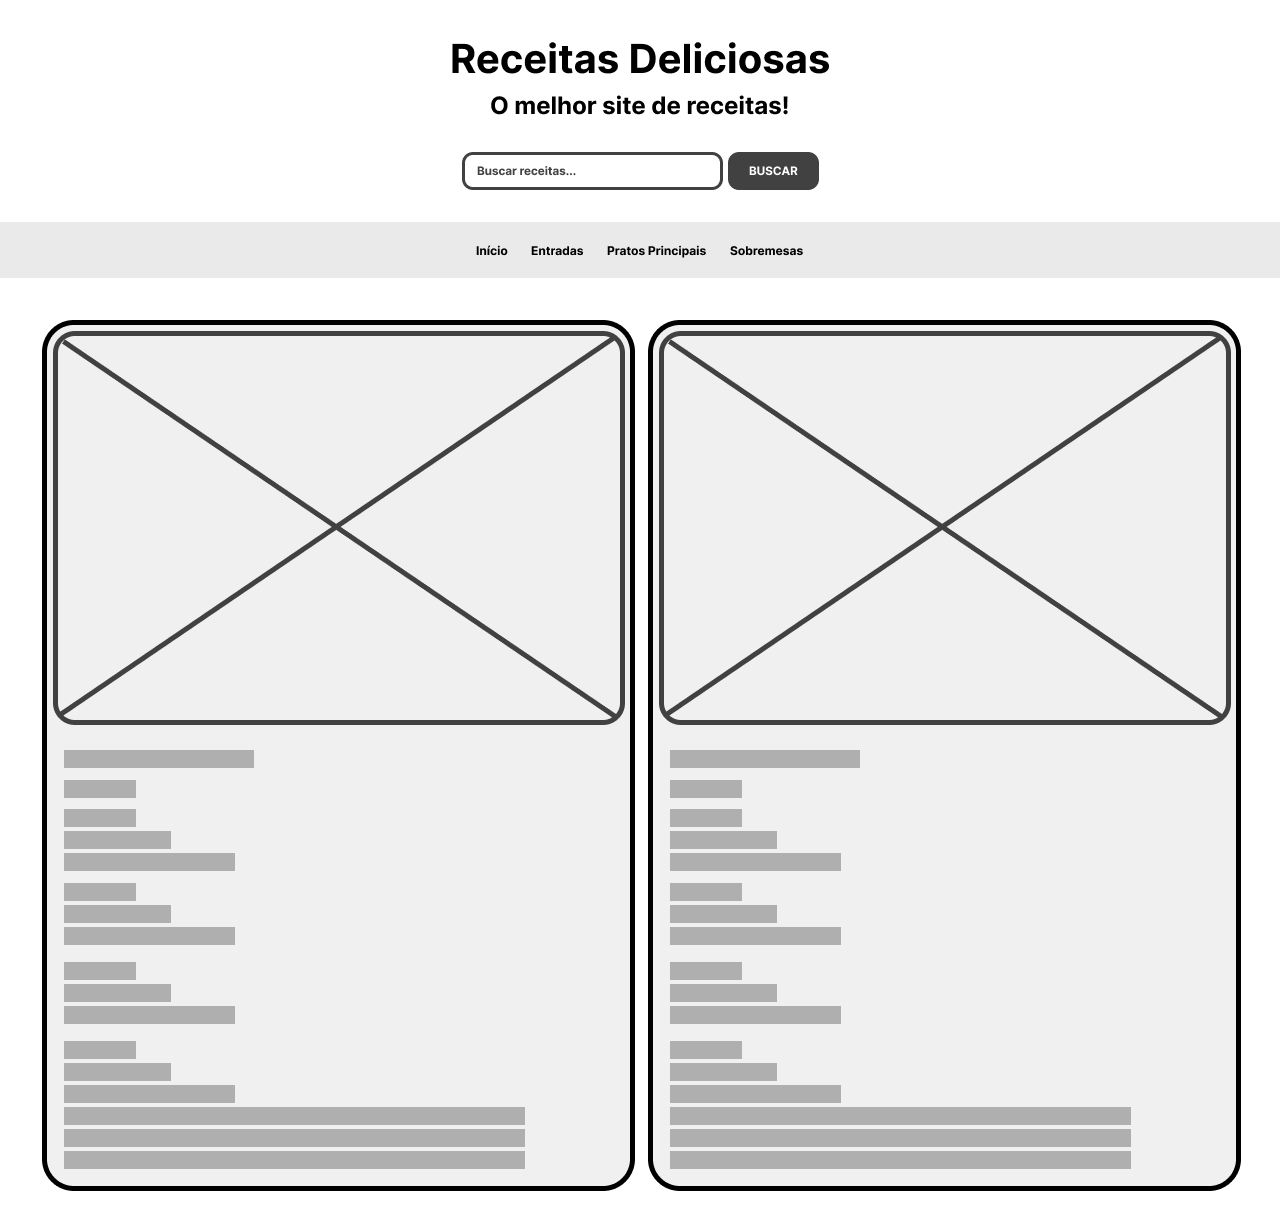 Receitas Deliciosas
O melhor site de receitas!
Buscar receitas... BUSCAR
Início Entradas Pratos Principais Sobremesas